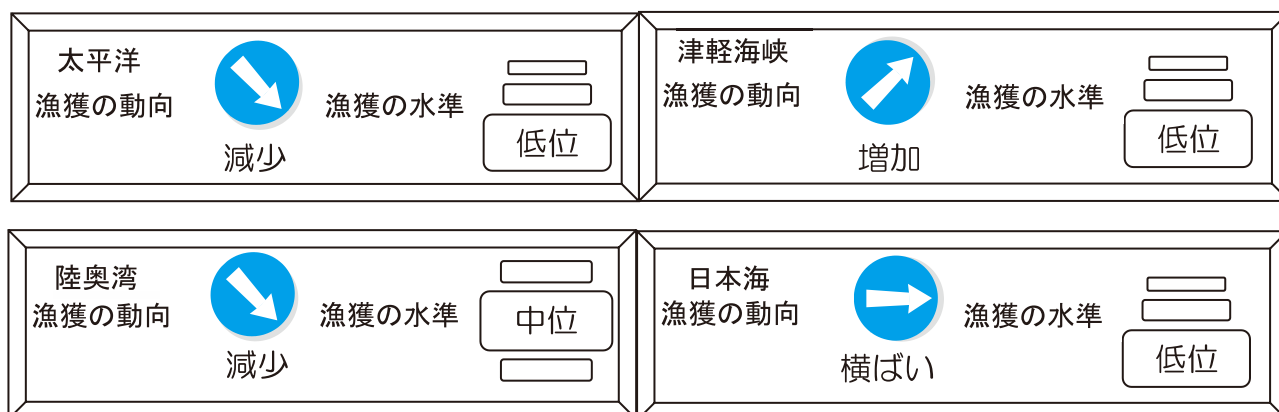 太平洋
漁獲の動向
減少
漁獲の水準
低位
津軽海峡
漁獲の動向
増加
漁獲の水準
低位
陸奥湾
漁獲の動向
減少
漁獲の水準
中位
日本海
漁獲の動向
横ばい
漁獲の水準
低位